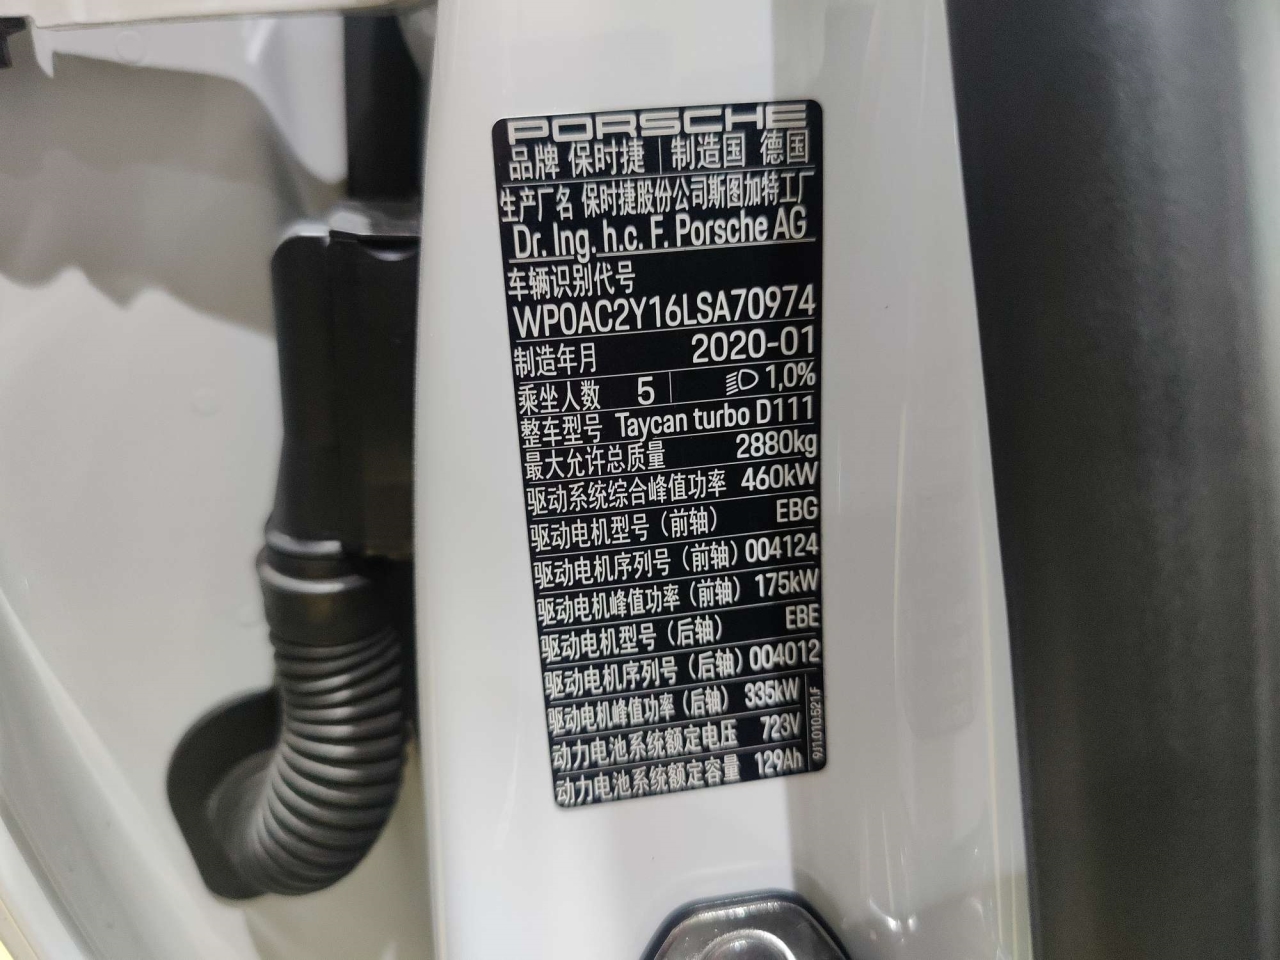 PORSCHE
品牌 保时捷 制造国 德国
生产厂名 保时捷股份公司斯图加特工厂
Dr. Ing. h.c. F. Porsche AG
车辆识别代号
WP0AC2Y16LSA70974
制造年月 2020-01
乘坐人数 5 1,0%
整车型号 Taycan turbo D111
最大允许总质量 2880kg
驱动系统综合峰值功率 460kW
驱动电机型号（前轴） EBG
驱动电机序列号（前轴）004124
驱动电机峰值功率（前轴）175kW
驱动电机型号（后轴） EBE
驱动电机序列号（后轴）004012
驱动电机峰值功率（后轴）335kW
动力电池系统额定电压 723V
动力电池系统额定容量 129Ah
9J1.010.521.F